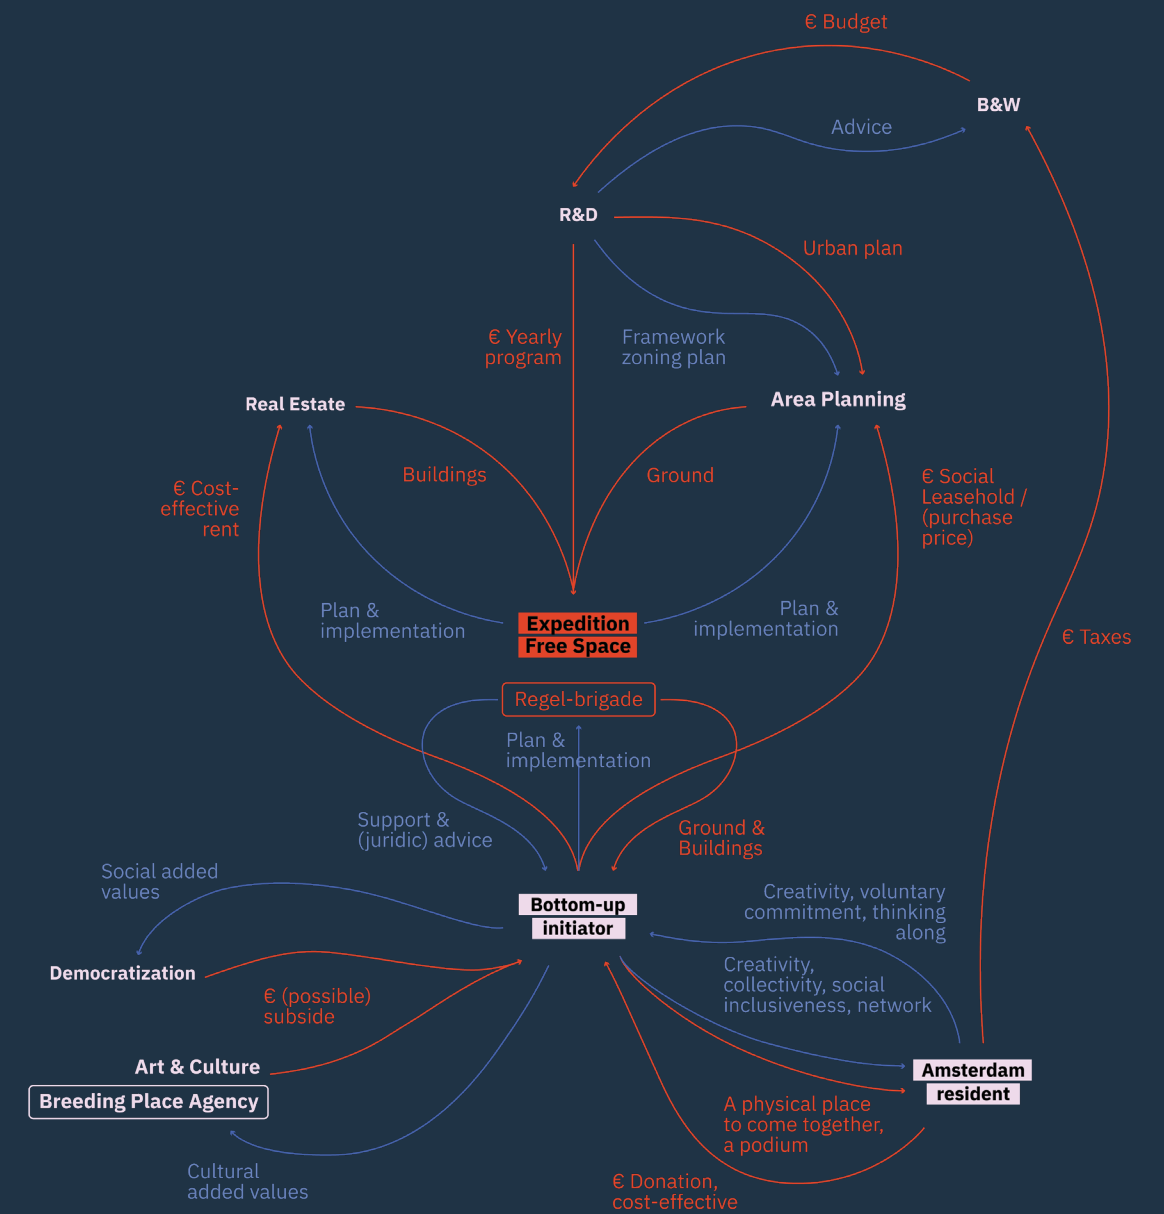 € Budget
B&W
Advice
R&D
Urban plan
€ Yearly
program
Framework
zoning plan
Real Estate
Area Planning
Buildings
Ground
€ Cost-
effective
rent
€ Social
Leasehold /
(purchase
price)
Plan &
implementation
Expedition
Free Space
Plan &
implementation
€ Taxes
Regel-brigade
Plan &
implementation
Support &
(juridic) advice
Ground &
Buildings
Social added
values
Bottom-up
initiator
Creativity, voluntary
commitment, thinking
along
Democratization
Creativity,
collectivity, social
inclusiveness, network
€ (possible)
subside
Art & Culture
Breeding Place Agency
Amsterdam
resident
A physical place
to come together,
a podium
Cultural
added values
€ Donation,
cost-effective